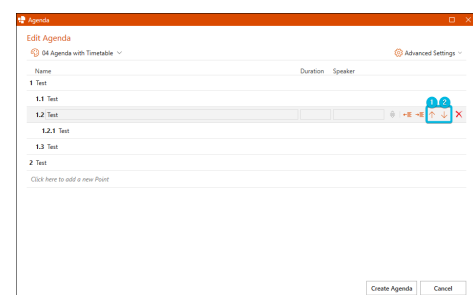 Agenda
Edit Agenda
04 Agenda with Timetable
Advanced Settings
Name Duration Speaker
1 Test
1.1 Test
1 2
1.2 Test
1.2.1 Test
1.3 Test
2 Test
Click here to add a new Point
Create Agenda Cancel